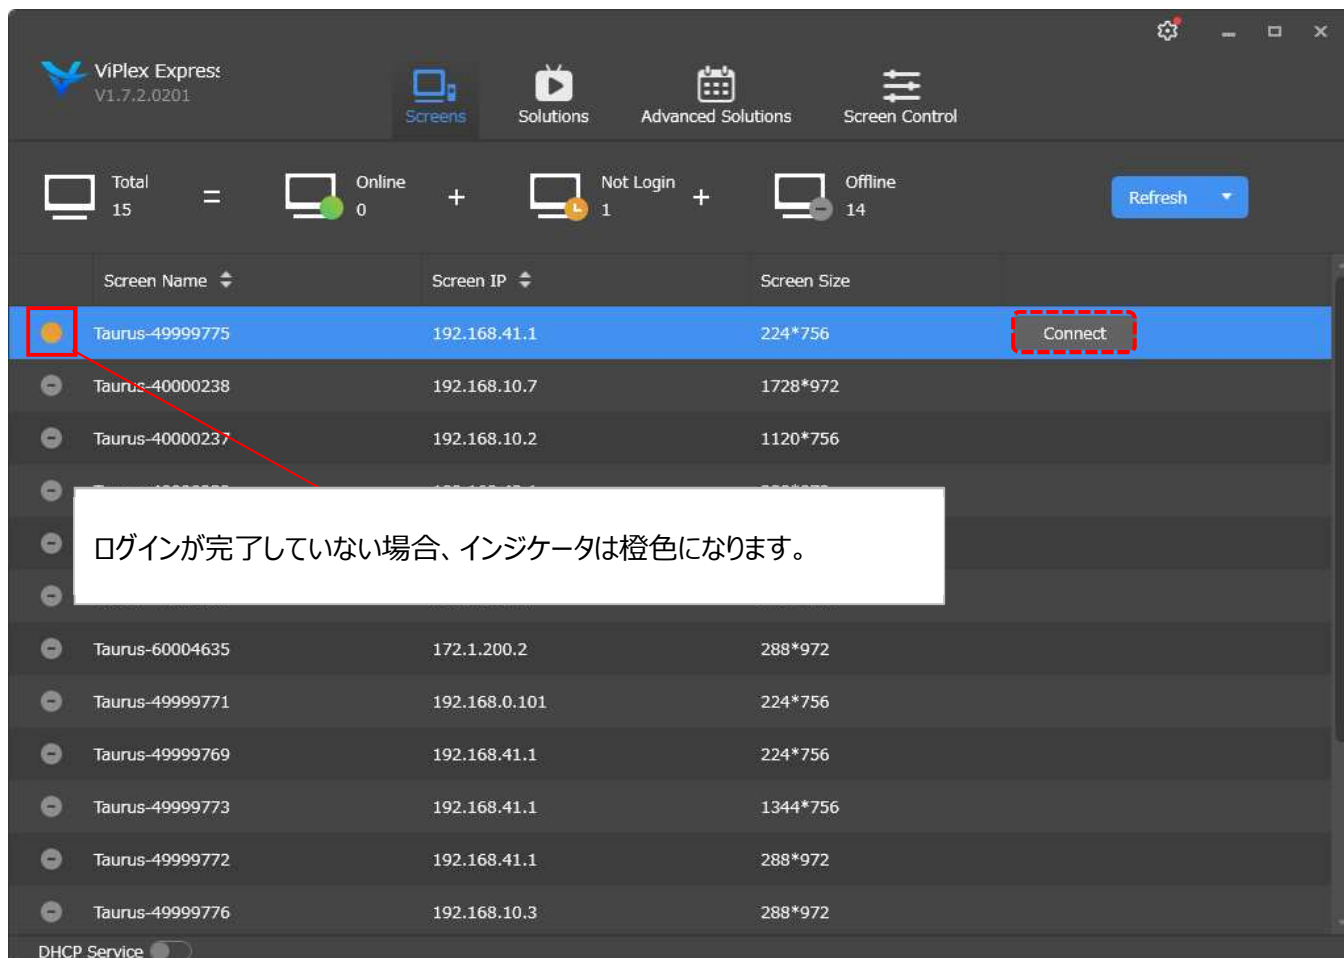 ViPlex Express
V1.7.2.0201
Screens
Solutions
Advanced Solutions
Screen Control
Total
15
=
Online
0
+
Not Login
1
+
Offline
14
Refresh
Screen Name
Screen IP
Screen Size
Taurus-49999775 192.168.41.1 224*756 Connect
Taurus-40000238 192.168.10.7 1728*972
Taurus-40000237 192.168.10.2 1120*756
ログインが完了していない場合、インジケータは橙色になります。
Taurus-60004635 172.1.200.2 288*972
Taurus-49999771 192.168.0.101 224*756
Taurus-49999769 192.168.41.1 224*756
Taurus-49999773 192.168.41.1 1344*756
Taurus-49999772 192.168.41.1 288*972
Taurus-49999776 192.168.10.3 288*972
DHCP Service